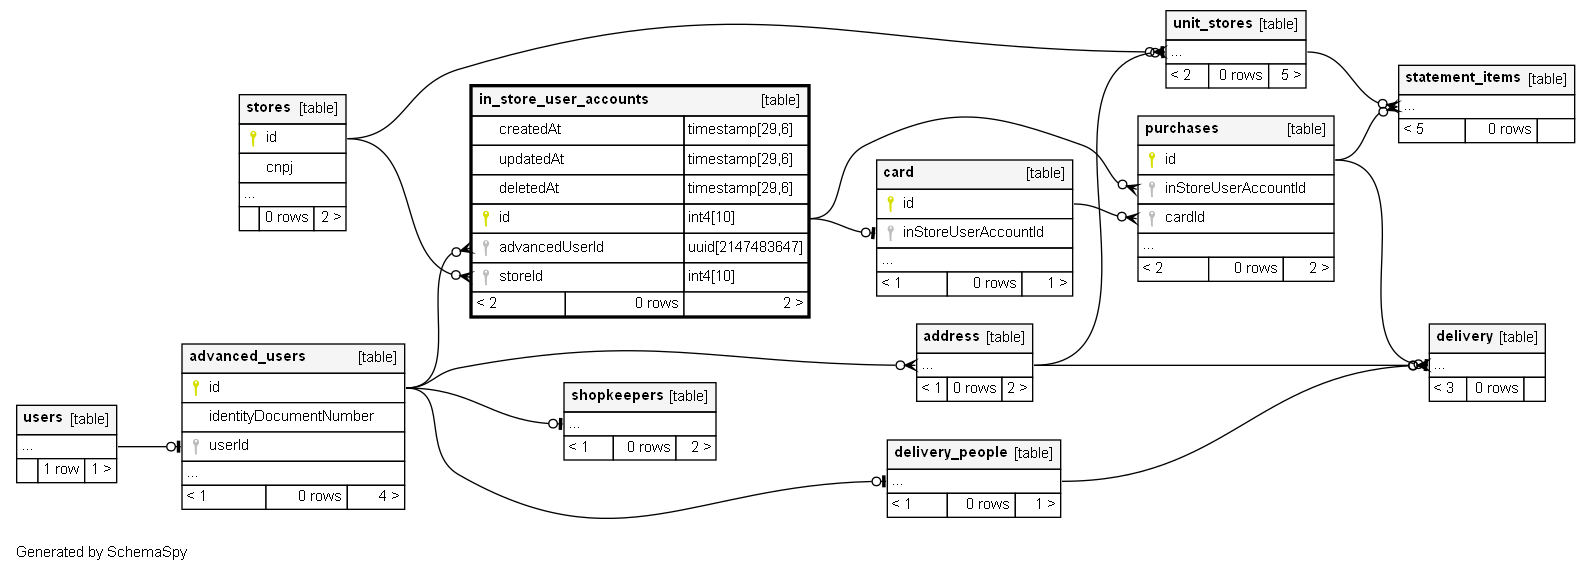 unit_stores [table]
...
< 2 0 rows 5 >
statement_items [table]
...
< 5 0 rows
stores [table]
id
cnpj
...
0 rows 2 >
in_store_user_accounts [table]
createdAt timestamp[29,6]
updatedAt timestamp[29,6]
deletedAt timestamp[29,6]
id int4[10]
advancedUserId uuid[2147483647]
storeId int4[10]
< 2 0 rows 2 >
card [table]
id
inStoreUserAccountId
...
< 1 0 rows 1 >
purchases [table]
id
inStoreUserAccountId
cardId
...
< 2 0 rows 2 >
address [table]
...
< 1 0 rows 2 >
delivery [table]
...
< 3 0 rows
advanced_users [table]
id
identityDocumentNumber
userId
...
< 1 0 rows 4 >
shopkeepers [table]
...
< 1 0 rows 2 >
users [table]
...
1 row 1 >
delivery_people [table]
...
< 1 0 rows 1 >
Generated by SchemaSpy